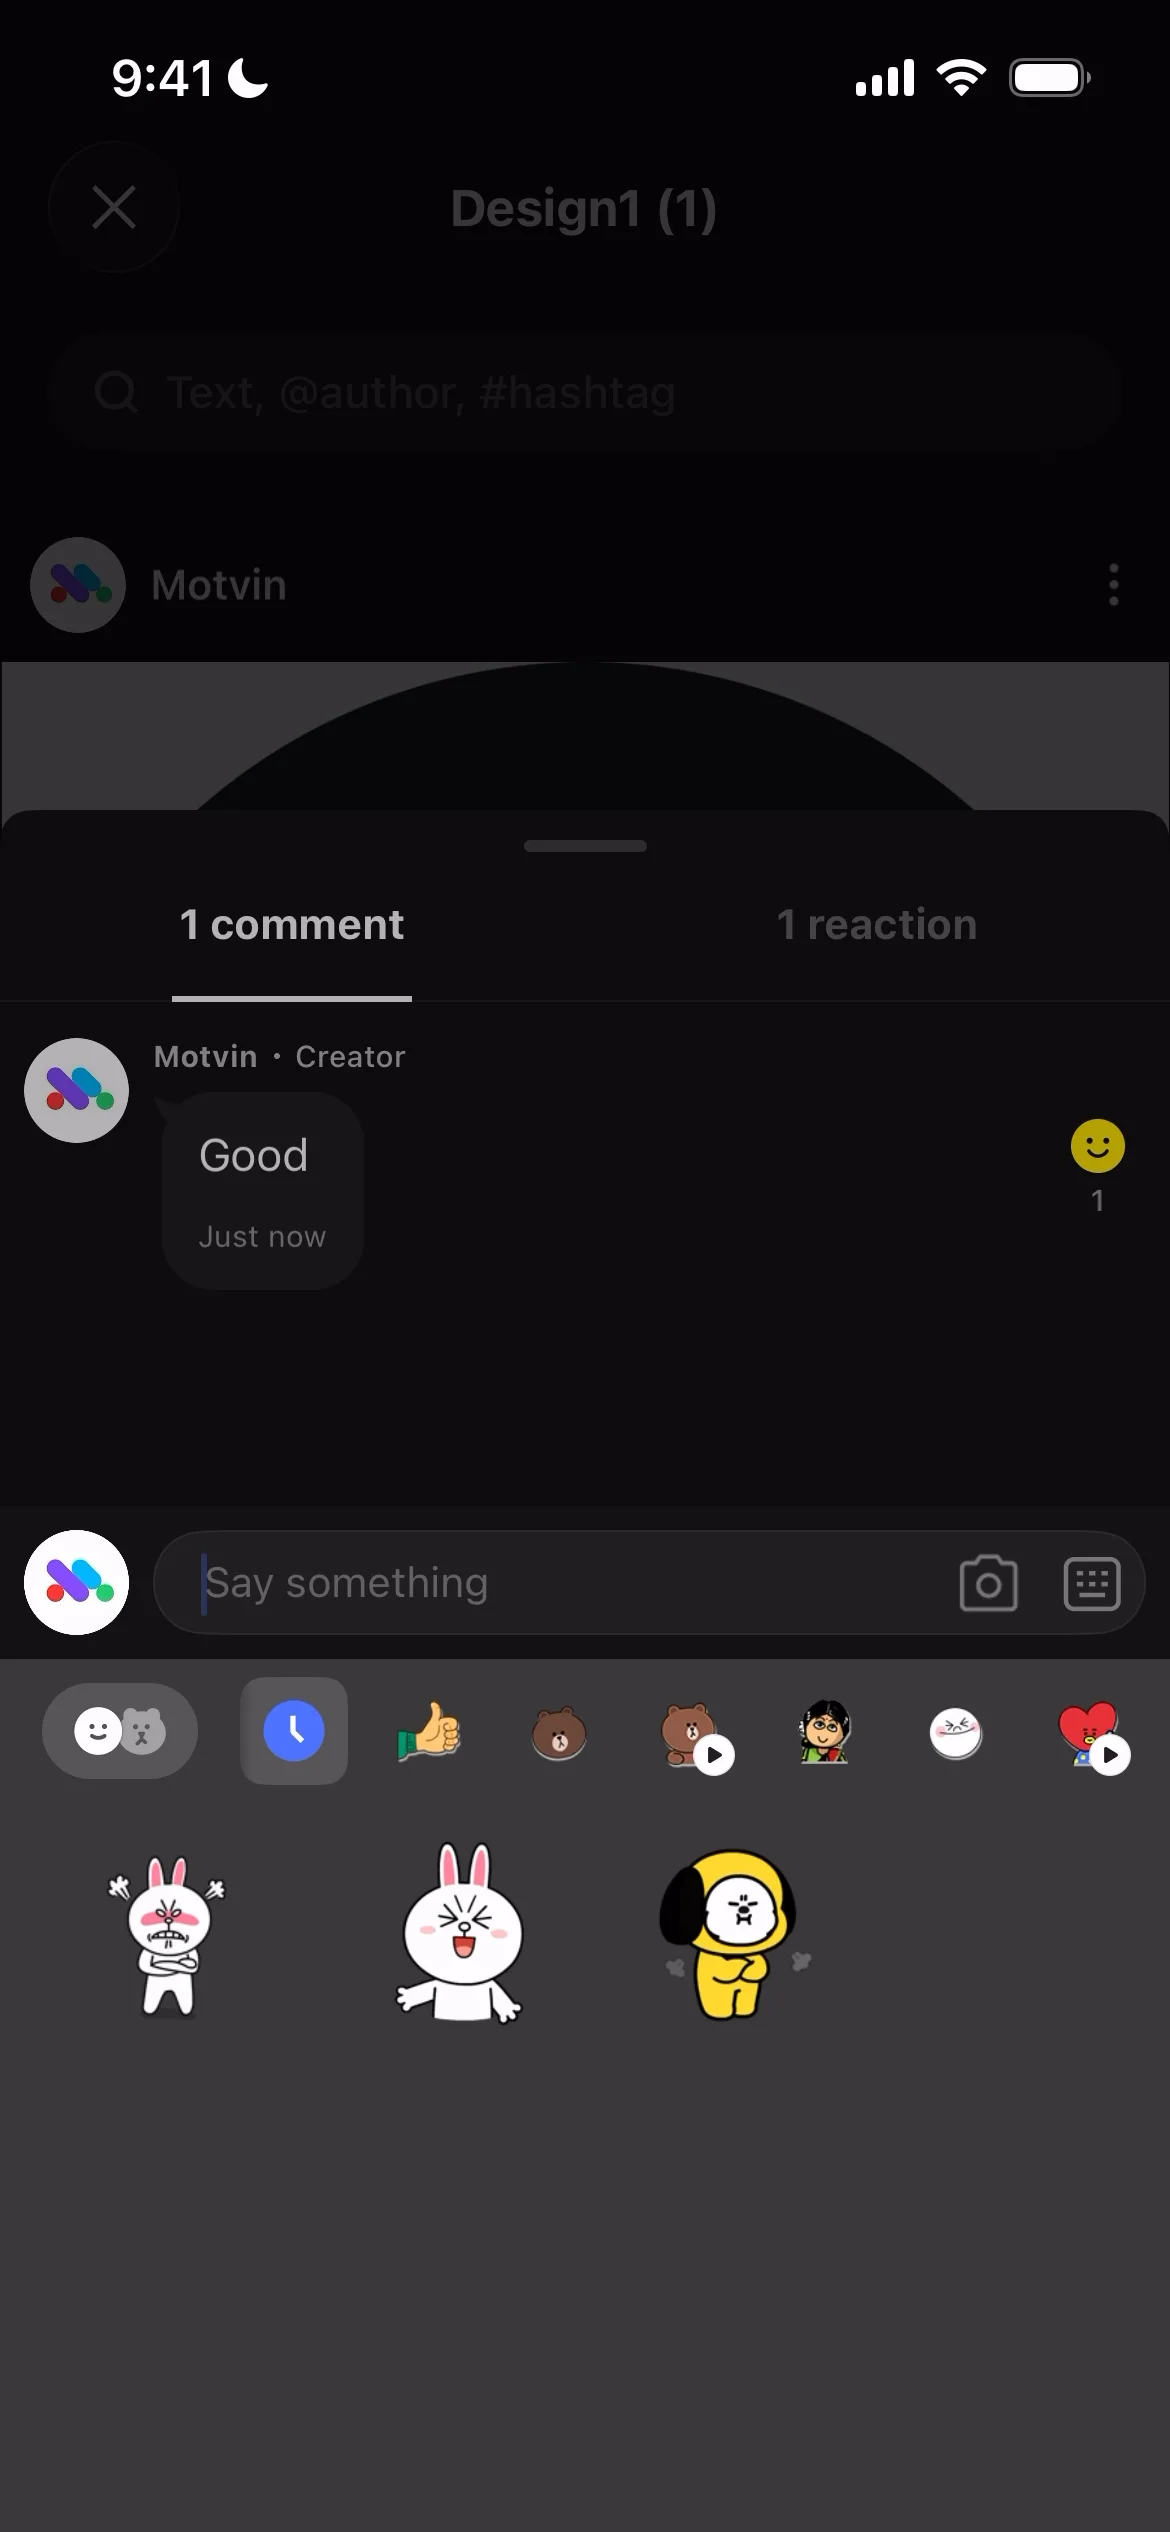 9:41
Design1 (1)
Text, @author, #hashtag
Motvin
1 comment
1 reaction
Motvin • Creator
Good
Just now
1
Say something